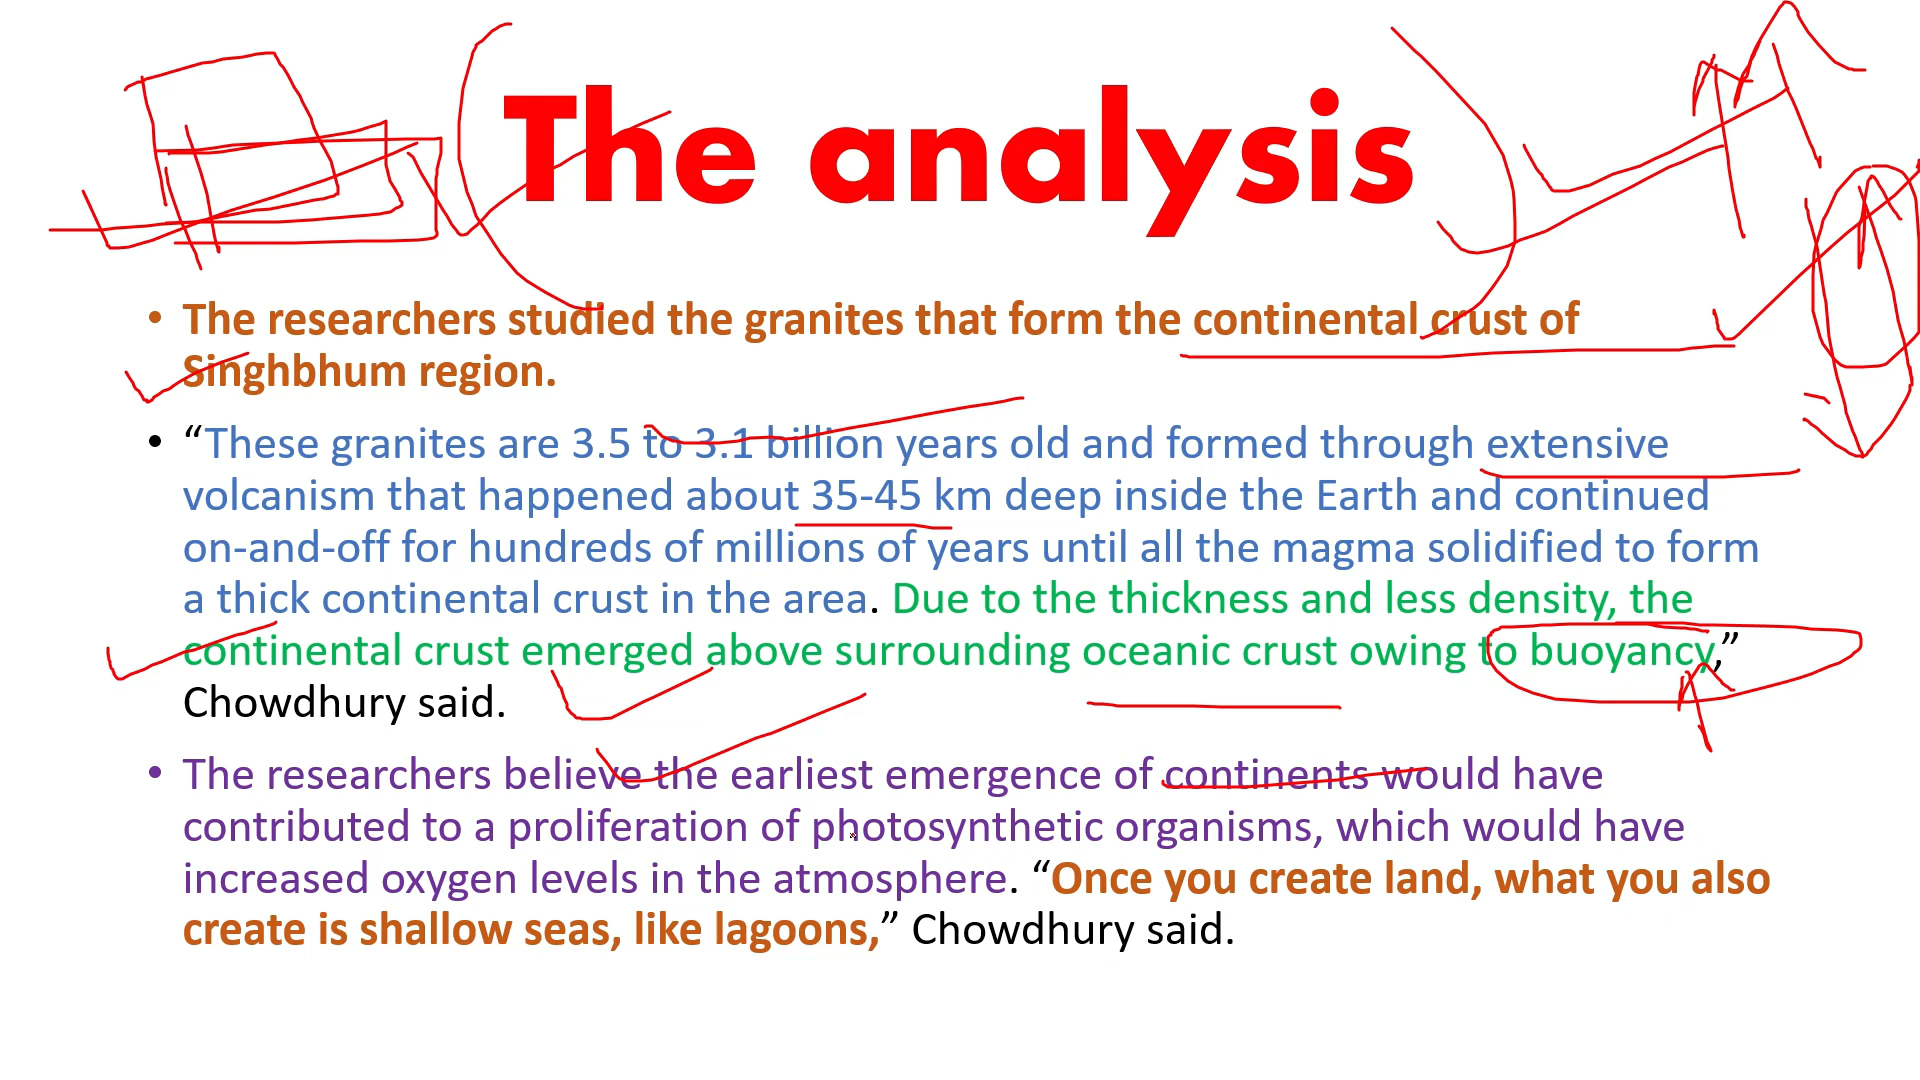 The analysis
• The researchers studied the granites that form the continental crust of
Singhbhum region.
• “These granites are 3.5 to 3.1 billion years old and formed through extensive
volcanism that happened about 35-45 km deep inside the Earth and continued
on-and-off for hundreds of millions of years until all the magma solidified to form
a thick continental crust in the area. Due to the thickness and less density, the
continental crust emerged above surrounding oceanic crust owing to buoyancy,”
Chowdhury said.
• The researchers believe the earliest emergence of continents would have
contributed to a proliferation of photosynthetic organisms, which would have
increased oxygen levels in the atmosphere. “Once you create land, what you also
create is shallow seas, like lagoons,” Chowdhury said.